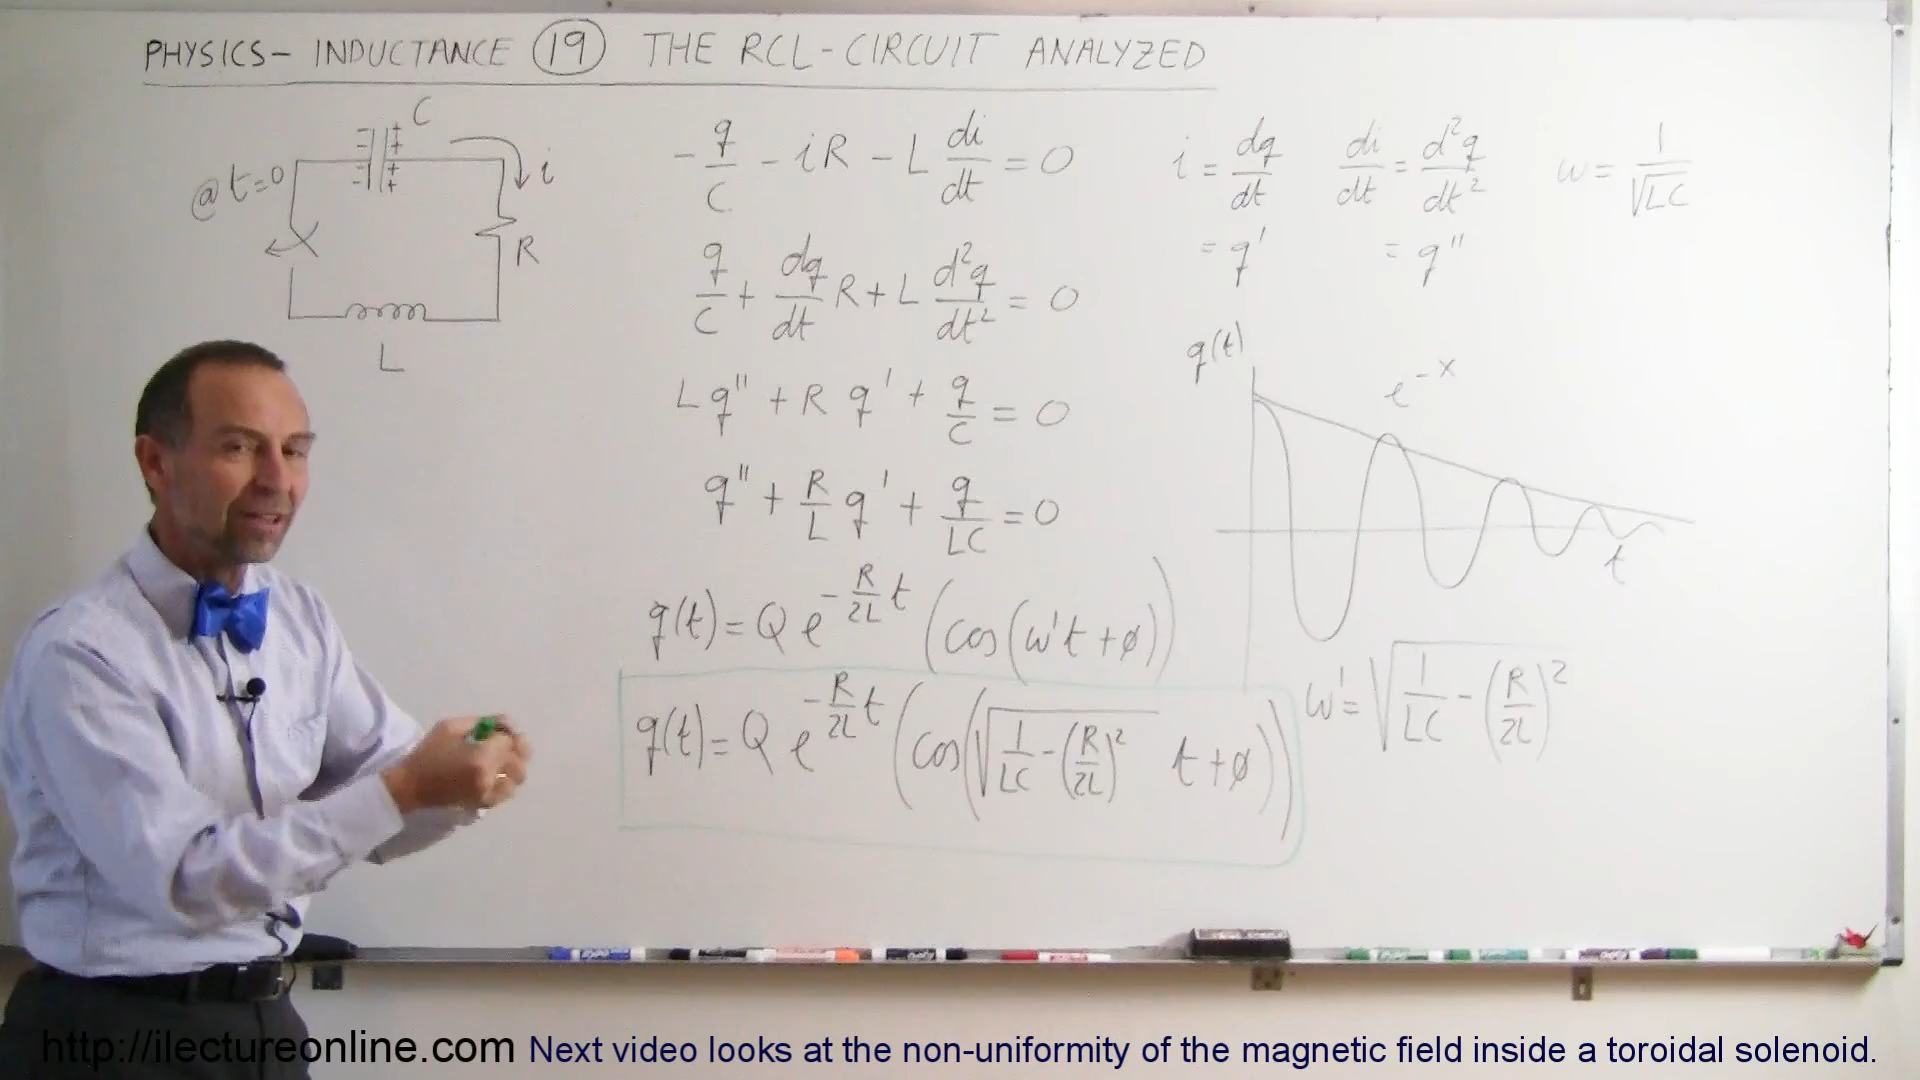 PHYSICS- INDUCTANCE 19 THE RCL-CIRCUIT ANALYZED
C
@ t=0
i
R
L
-q/C - iR - L di/dt = 0
q/C + dq/dt R + L d²q/dt² = 0
L q" + R q' + q/C = 0
q" + R/L q' + q/LC = 0
q(t) = Q e^(-R/2L t) (cos(ω't + ø))
q(t) = Q e^(-R/2L t) (cos(√(1/LC - (R/2L)²) t + ø))
i = dq/dt
= q'
di/dt = d²q/dt²
= q"
ω = 1/√LC
q(t)
e^-x
t
ω' = √(1/LC - (R/2L)²)
http://ilectureonline.com Next video looks at the non-uniformity of the magnetic field inside a toroidal solenoid.